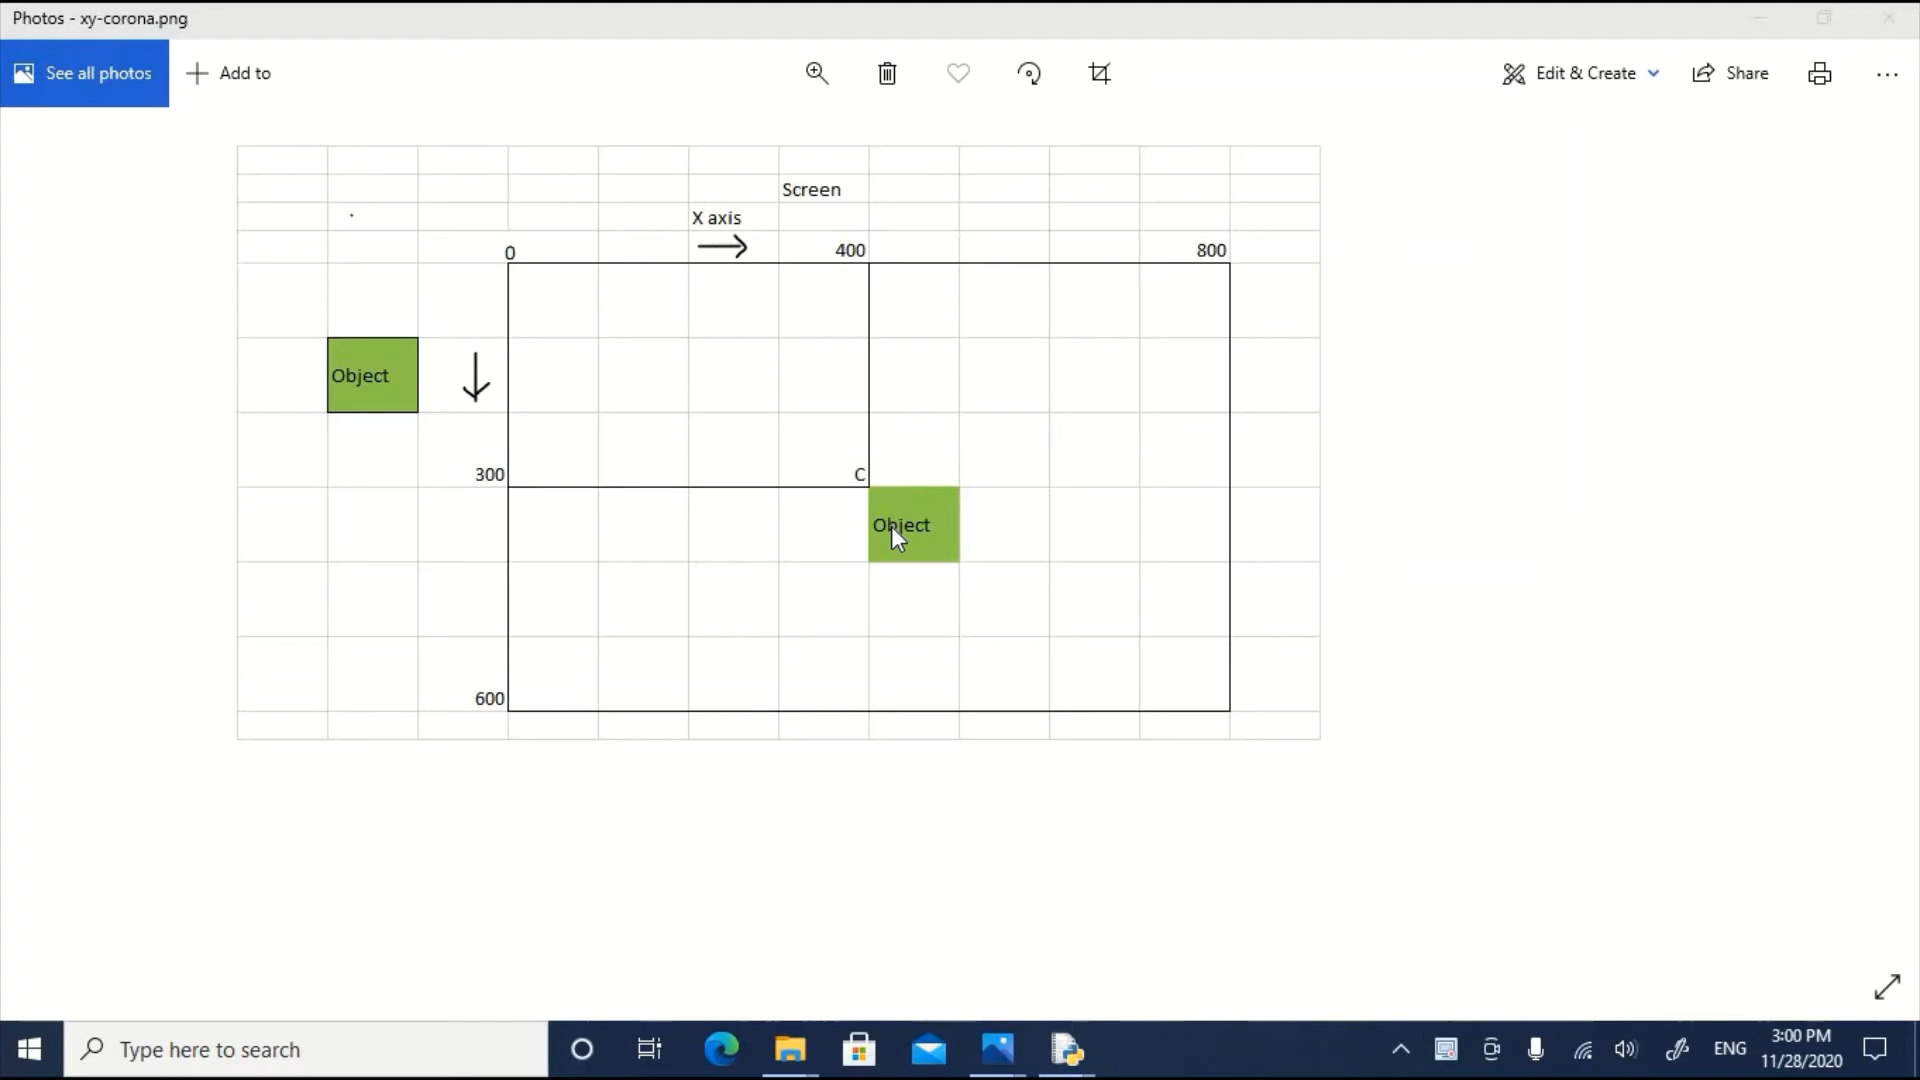 Photos - xy-corona.png
See all photos
Add to
Edit & Create
Share
Screen
X axis
0
400
800
Object
300
C
Object
600
Type here to search
ENG
3:00 PM
11/28/2020